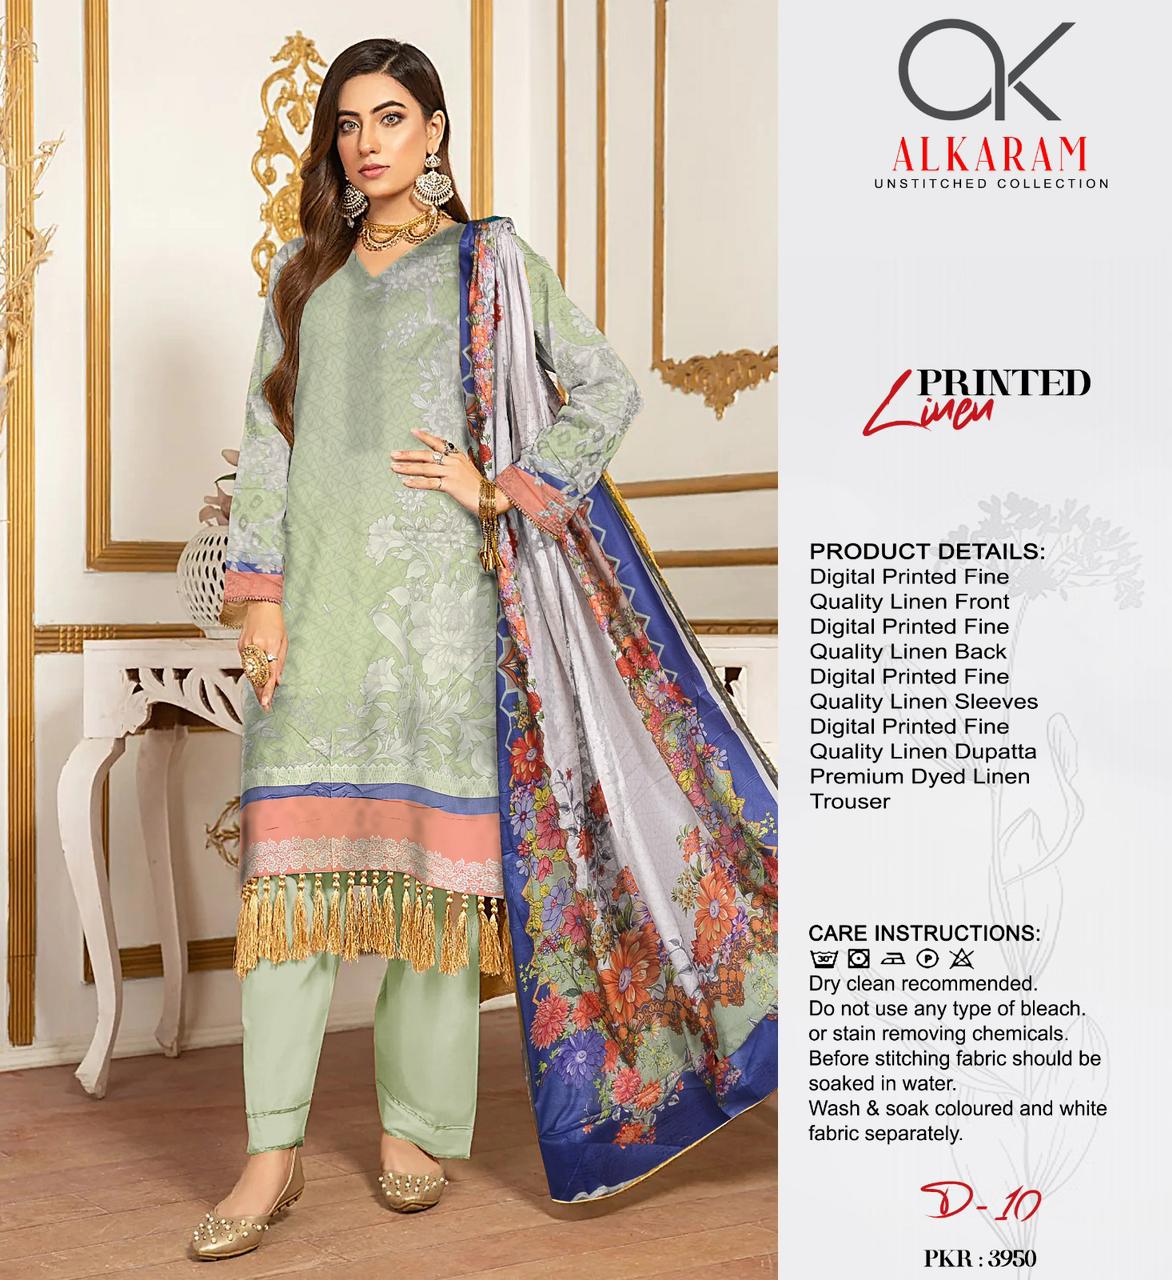 AK
ALKARAM
UNSTITCHED COLLECTION
PRINTED
Linen
PRODUCT DETAILS:
Digital Printed Fine
Quality Linen Front
Digital Printed Fine
Quality Linen Back
Digital Printed Fine
Quality Linen Sleeves
Digital Printed Fine
Quality Linen Dupatta
Premium Dyed Linen
Trouser
CARE INSTRUCTIONS:
30 P
Dry clean recommended.
Do not use any type of bleach.
or stain removing chemicals.
Before stitching fabric should be
soaked in water.
Wash & soak coloured and white
fabric separately.
D-10
PKR : 3950